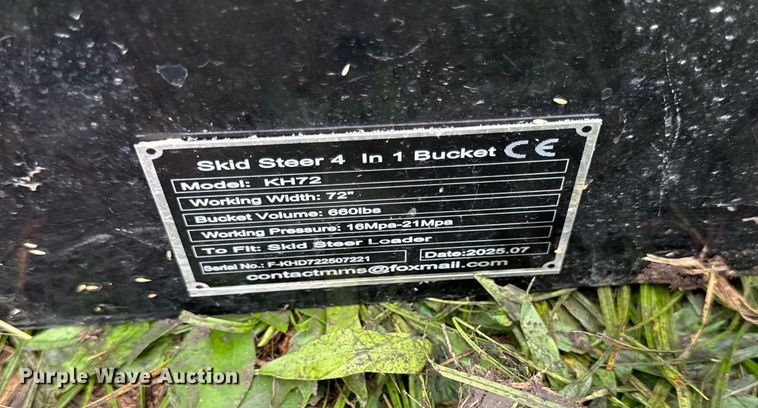 Skid Steer 4 In 1 Bucket CE
Model: KH72
Working Width: 72"
Bucket Volume: 660lbs
Working Pressure: 16Mpa-21Mpa
To Fit: Skid Steer Loader
Serial No.: F-KHD722507221 Date:2025.07
contactmms@foxmail.com
Purple Wave Auction